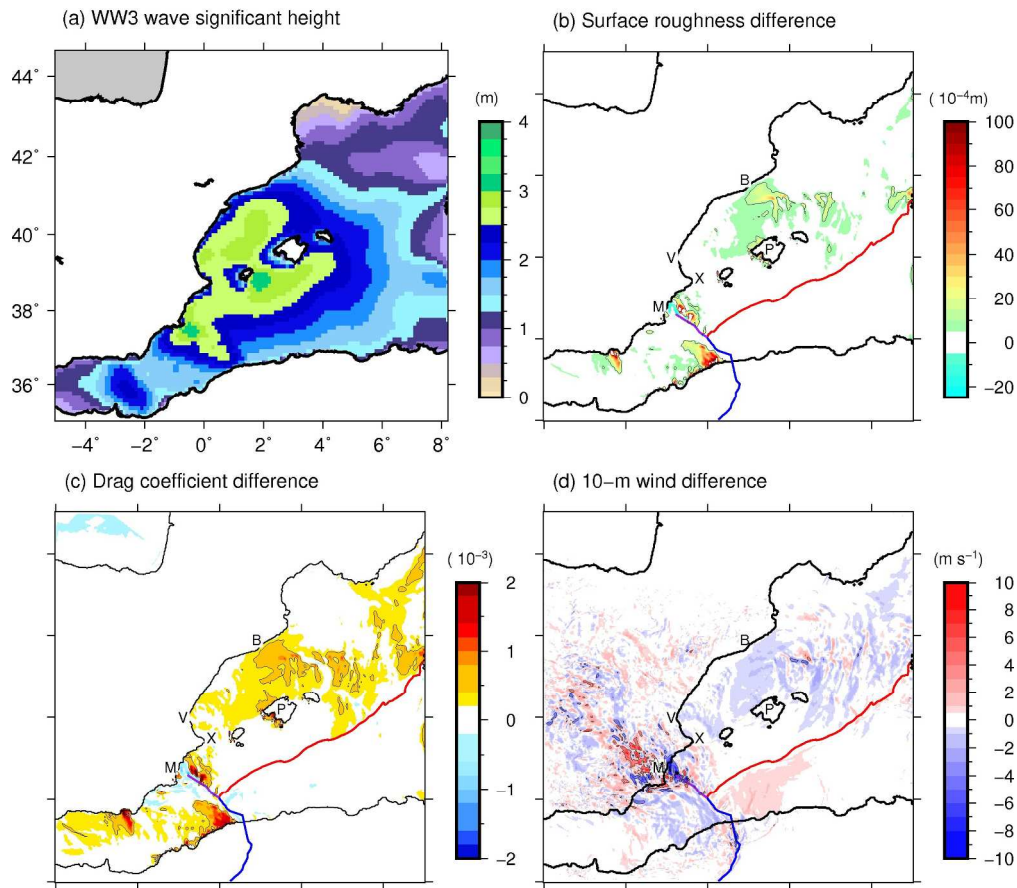 (a) WW3 wave significant height
(b) Surface roughness difference
44°
42°
40°
38°
36°
−4° −2° 0° 2° 4° 6° 8°
(m)
4
3
2
1
0
B
V
X
P
M
( 10⁻⁴m)
100
80
60
40
20
0
−20
(c) Drag coefficient difference
(d) 10−m wind difference
B
V
X
P
M
( 10⁻³)
2
1
0
−1
−2
B
V
X
P
M
(m s⁻¹)
10
8
6
4
2
0
−2
−4
−6
−8
−10